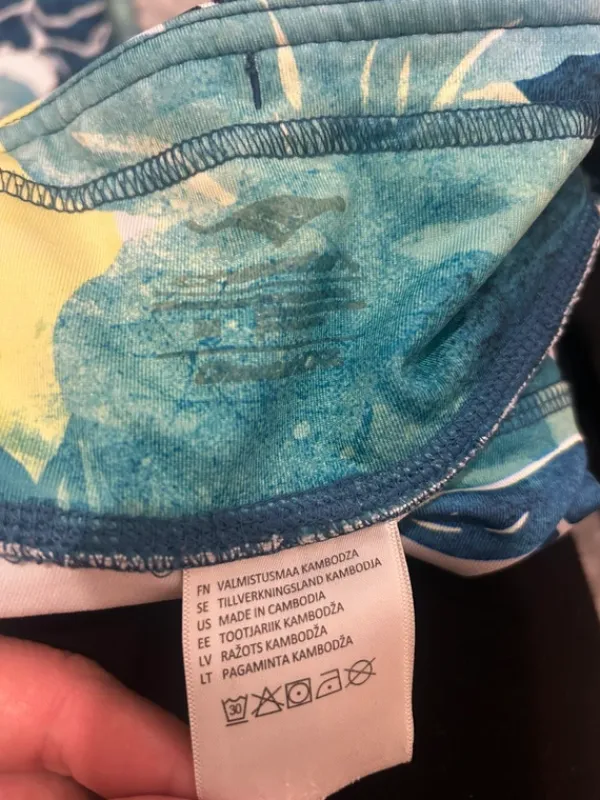 FN VALMISTUSMAA KAMBODZA
SE TILLVERKNINGSLAND KAMBODJA
US MADE IN CAMBODIA
EE TOOTJARIIK KAMBODŽA
LV RAŽOTS KAMBODŽA
LT PAGAMINTA KAMBODŽA
30